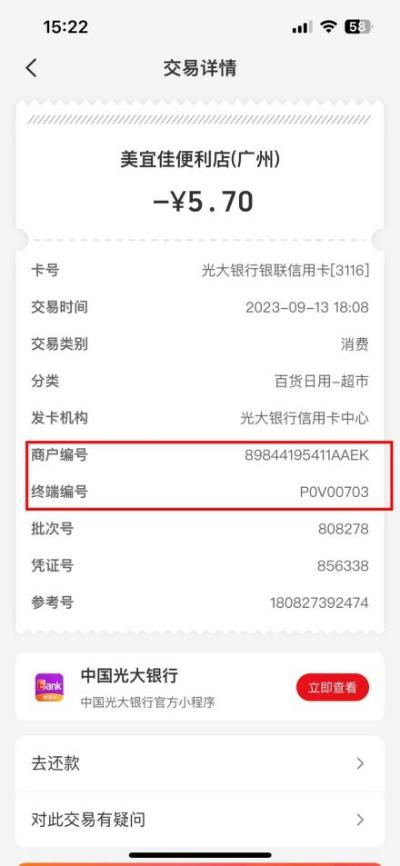 15:22
58
交易详情
美宜佳便利店(广州)
-¥5.70
卡号 光大银行银联信用卡[3116]
交易时间 2023-09-13 18:08
交易类别 消费
分类 百货日用-超市
发卡机构 光大银行信用卡中心
商户编号 89844195411AAEK
终端编号 P0V00703
批次号 808278
凭证号 856338
参考号 180827392474
Bank
中国光大银行
中国光大银行官方小程序
立即查看
去还款
对此交易有疑问